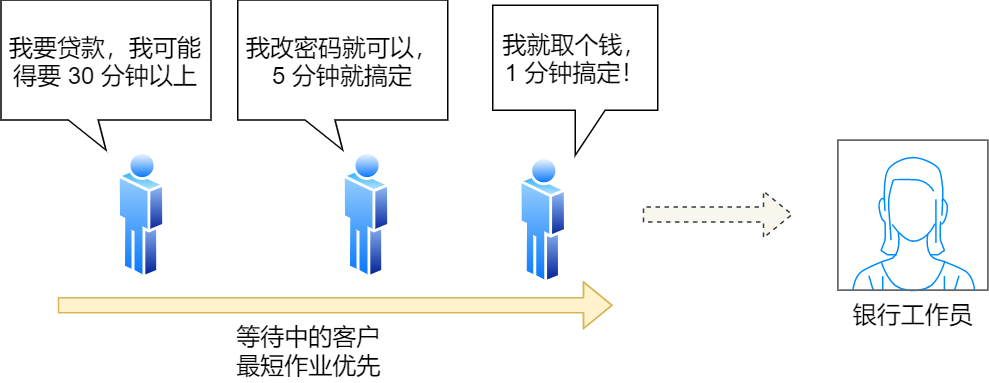 我要贷款，我可能
得要 30 分钟以上
我改密码就可以，
5 分钟就搞定
我就取个钱，
1 分钟搞定！
银行工作员
等待中的客户
最短作业优先